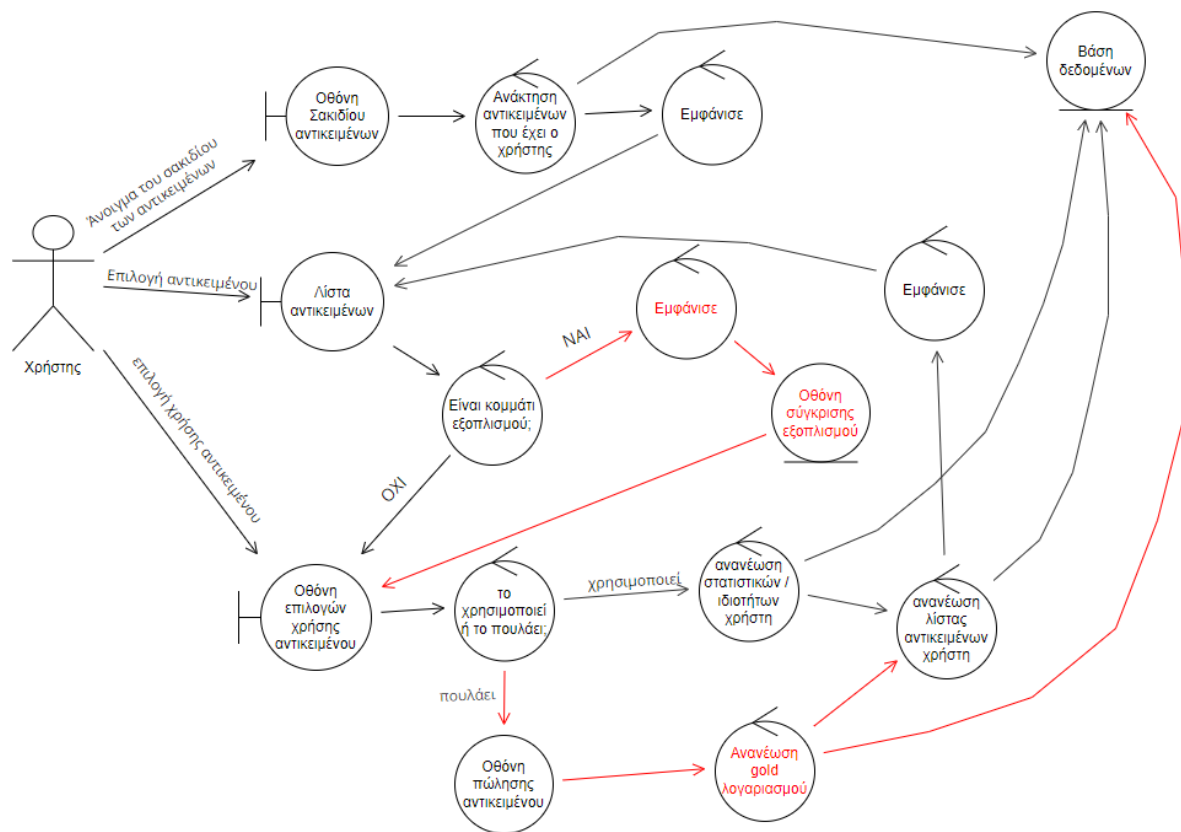 Οθόνη
Σακιδίου
αντικειμένων
Ανάκτηση
αντικειμένων
που έχει ο
χρήστης
Εμφάνισε
Βάση
δεδομένων
Άνοιγμα του σακιδίου
των αντικειμένων
Επιλογή αντικειμένου
Λίστα
αντικειμένων
Εμφάνισε
Εμφάνισε
ΝΑΙ
Χρήστης
επιλογή χρήσης αντικειμένου
Είναι κομμάτι
εξοπλισμού;
Οθόνη
σύγκρισης
εξοπλισμού
ΟΧΙ
Οθόνη
επιλογών
χρήσης
αντικειμένου
το
χρησιμοποιεί
ή το πουλάει;
χρησιμοποιεί
ανανέωση
στατιστικών /
ιδιοτήτων
χρήστη
ανανέωση
λίστας
αντικειμένων
χρήστη
πουλάει
Οθόνη
πώλησης
αντικειμένου
Ανανέωση
gold
λογαριασμού